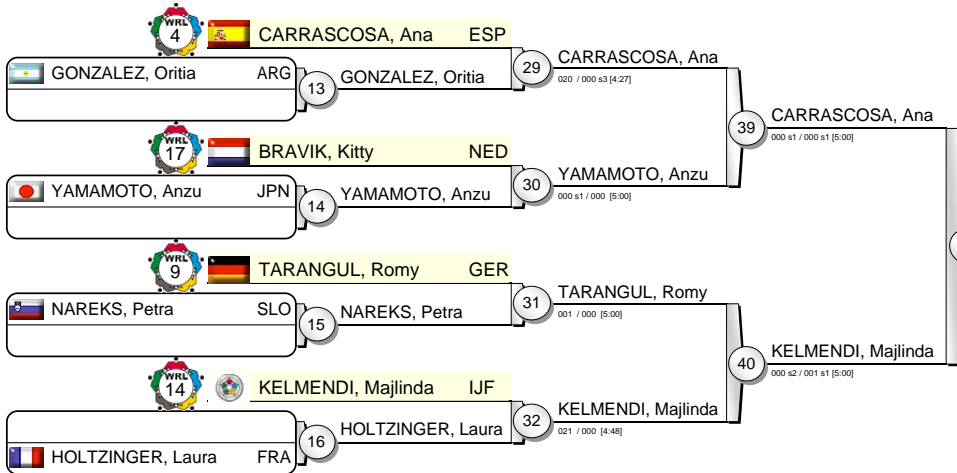 WRL
4
CARRASCOSA, Ana ESP
GONZALEZ, Oritia ARG
13
GONZALEZ, Oritia
29
CARRASCOSA, Ana
020 / 000 s3 [4:27]
WRL
17
BRAVIK, Kitty NED
YAMAMOTO, Anzu JPN
14
YAMAMOTO, Anzu
30
YAMAMOTO, Anzu
000 s1 / 000 [5:00]
39
CARRASCOSA, Ana
000 s1 / 000 s1 [5:00]
WRL
9
TARANGUL, Romy GER
NAREKS, Petra SLO
15
NAREKS, Petra
31
TARANGUL, Romy
001 / 000 [5:00]
WRL
14
KELMENDI, Majlinda IJF
16
HOLTZINGER, Laura
HOLTZINGER, Laura FRA
32
KELMENDI, Majlinda
021 / 000 [4:48]
40
KELMENDI, Majlinda
000 s2 / 001 s1 [5:00]